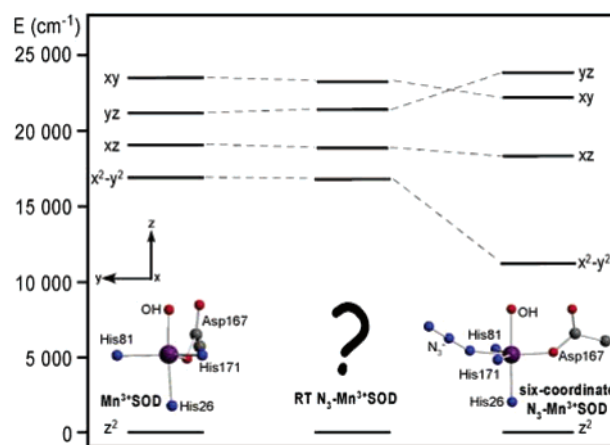 E (cm⁻¹)
25 000
20 000
15 000
10 000
5 000
0
xy
yz
xz
x²-y²
z²
yz
xy
xz
x²-y²
z²
z
y
x
OH
Asp167
His81
His171
His26
Mn³⁺SOD
?
RT N₃-Mn³⁺SOD
OH
His81
N₃⁻
His171
Asp167
His26
six-coordinate
N₃-Mn³⁺SOD